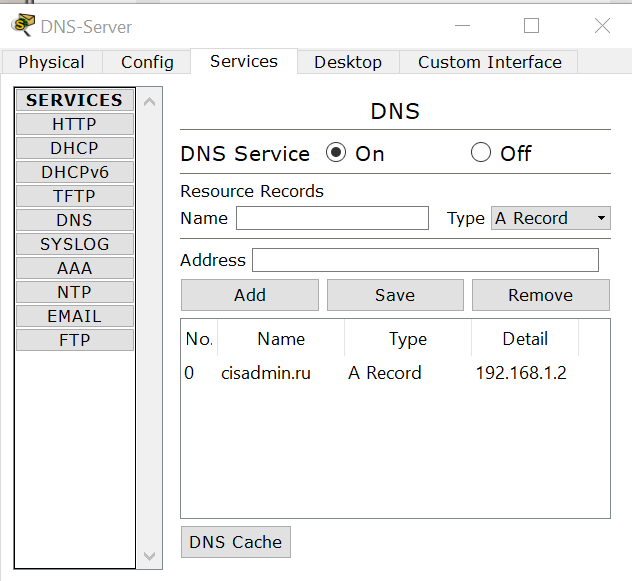 DNS-Server
Physical Config Services Desktop Custom Interface
SERVICES
HTTP
DHCP
DHCPv6
TFTP
DNS
SYSLOG
AAA
NTP
EMAIL
FTP
DNS
DNS Service On Off
Resource Records
Name Type A Record
Address
Add Save Remove
No. Name Type Detail
0 cisadmin.ru A Record 192.168.1.2
DNS Cache